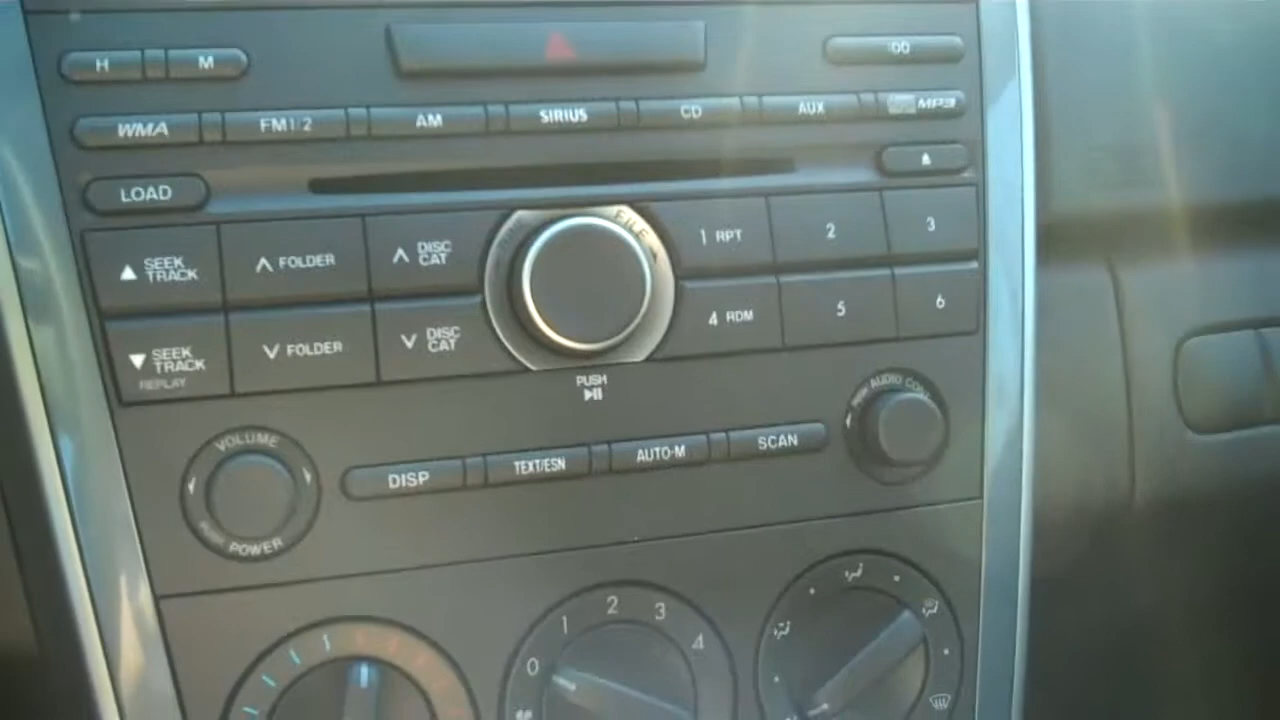 H M :00
WMA FM1/2 AM SIRIUS CD AUX MP3
LOAD
SEEK TRACK
FOLDER
DISC CAT
FILE
1 RPT 2 3
SEEK TRACK
REPLAY
FOLDER
DISC CAT
4 RDM 5 6
PUSH
VOLUME
POWER
DISP TEXT/ESN AUTO-M SCAN
AUDIO
0 1 2 3 4